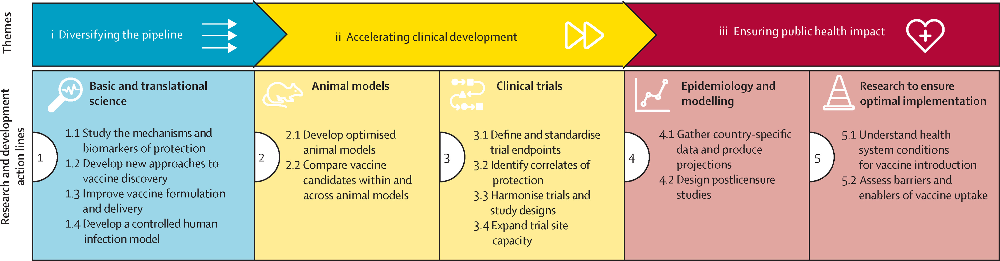 Themes
i Diversifying the pipeline
ii Accelerating clinical development
iii Ensuring public health impact
Research and development
action lines
1
Basic and translational
science
1.1 Study the mechanisms and
biomarkers of protection
1.2 Develop new approaches to
vaccine discovery
1.3 Improve vaccine formulation
and delivery
1.4 Develop a controlled human
infection model
2
Animal models
2.1 Develop optimised
animal models
2.2 Compare vaccine
candidates within and
across animal models
3
Clinical trials
3.1 Define and standardise
trial endpoints
3.2 Identify correlates of
protection
3.3 Harmonise trials and
study designs
3.4 Expand trial site
capacity
4
Epidemiology and
modelling
4.1 Gather country-specific
data and produce
projections
4.2 Design postlicensure
studies
5
Research to ensure
optimal implementation
5.1 Understand health
system conditions
for vaccine introduction
5.2 Assess barriers and
enablers of vaccine uptake